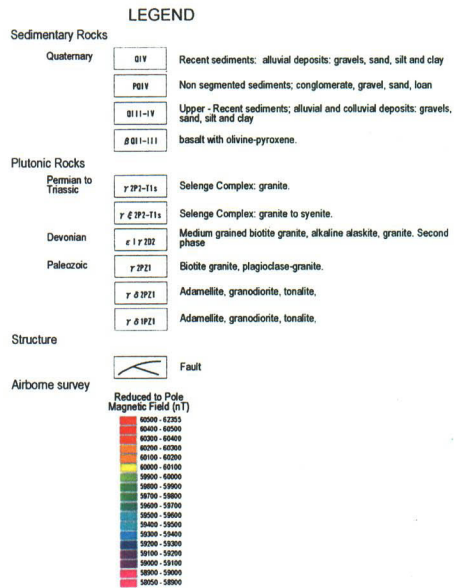 LEGEND
Sedimentary Rocks
Quaternary
QIV
Recent sediments: alluvial deposits: gravels, sand, silt and clay
PQIV
Non segmented sediments; conglomerate, gravel, sand, loan
QIII-IV
Upper - Recent sediments; alluvial and colluvial deposits: gravels,
sand, silt and clay
βQII-III
basalt with olivine-pyroxene.
Plutonic Rocks
Permian to
Triassic
γ2P2-T1s
Selenge Complex: granite.
γξ2P2-T1s
Selenge Complex: granite to syenite.
Devonian
ε l γ2D2
Medium grained biotite granite, alkaline alaskite, granite. Second
phase
Paleozoic
γ2PZ1
Biotite granite, plagioclase-granite.
γδ2PZ1
Adamellite, granodiorite, tonalite,
γδ1PZ1
Adamellite, granodiorite, tonalite,
Structure
Fault
Airborne survey
Reduced to Pole
Magnetic Field (nT)
60500 - 62355
60400 - 60500
60300 - 60400
60200 - 60300
60100 - 60200
60000 - 60100
59900 - 60000
59800 - 59900
59700 - 59800
59600 - 59700
59500 - 59600
59400 - 59500
59300 - 59400
59200 - 59300
59100 - 59200
59000 - 59100
58900 - 59000
58050 - 58900